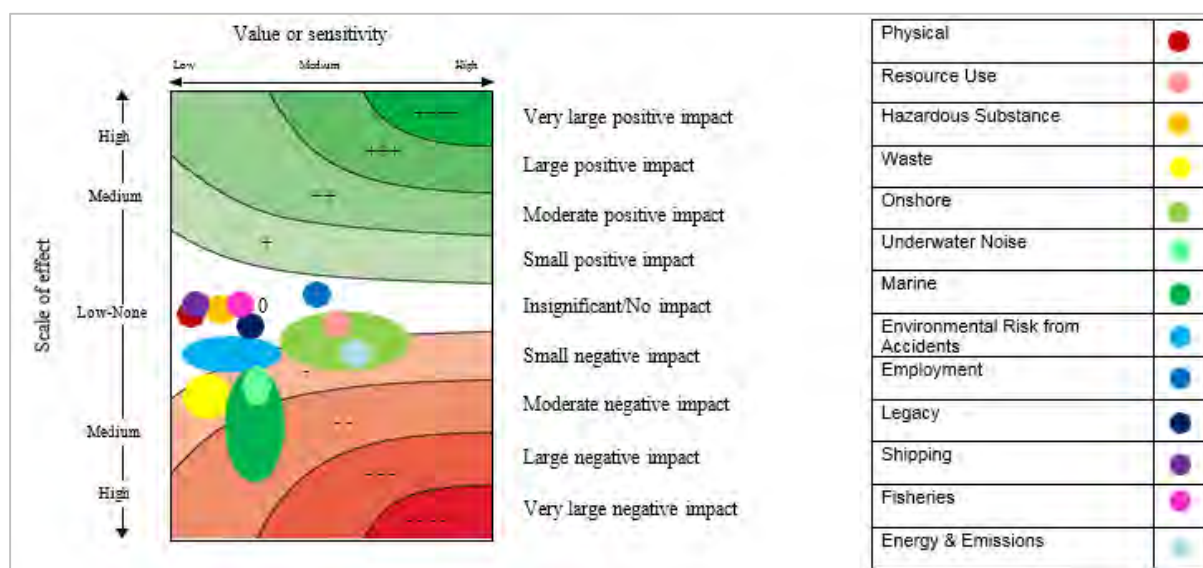 Value or sensitivity
Low
Medium
High
Scale of effect
High
Medium
Low-None
Medium
High
++++
+++
++
+
0
-
- -
- - -
- - - -
Very large positive impact
Large positive impact
Moderate positive impact
Small positive impact
Insignificant/No impact
Small negative impact
Moderate negative impact
Large negative impact
Very large negative impact
Physical
Resource Use
Hazardous Substance
Waste
Onshore
Underwater Noise
Marine
Environmental Risk from
Accidents
Employment
Legacy
Shipping
Fisheries
Energy & Emissions